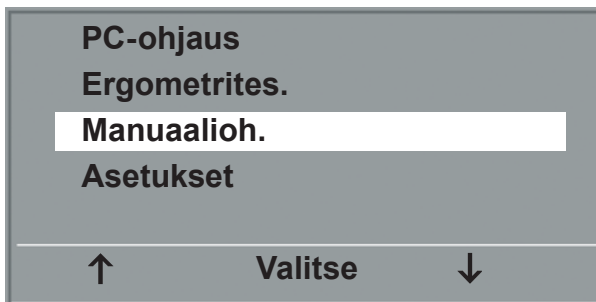 PC-ohjaus
Ergometrites.
Manuaalioh.
Asetukset
↑ Valitse ↓